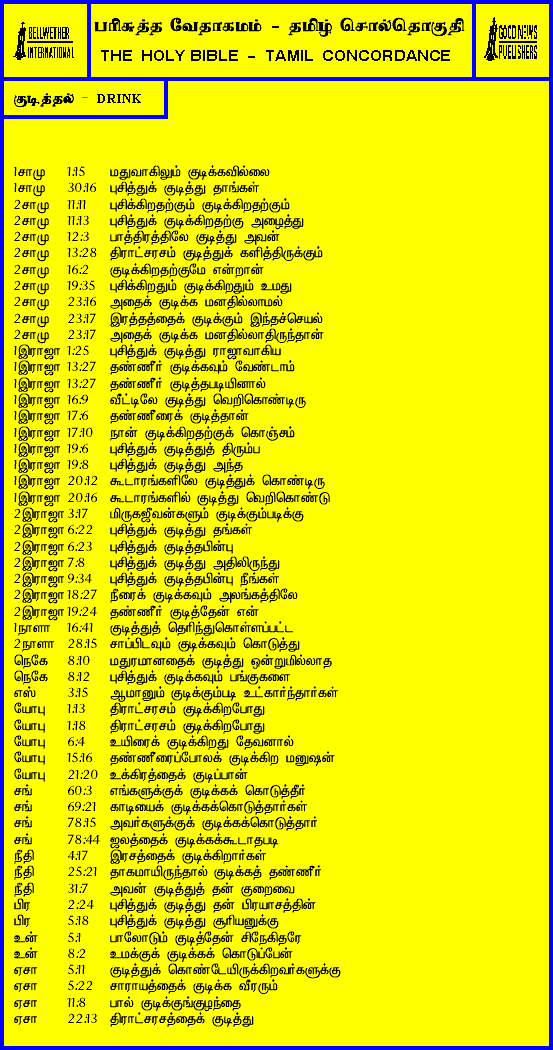 BELLWETHER
INTERNATIONAL
பரிசுத்த வேதாகமம் - தமிழ் சொல்தொகுதி
THE HOLY BIBLE - TAMIL CONCORDANCE
GOOD NEWS
PUBLISHERS
குடித்தல் - DRINK
1சாமு 1:15 மதுவாகிலும் குடிக்கவில்லை
1சாமு 30:16 புசித்துக் குடித்து தாங்கள்
2சாமு 11:11 புசிக்கிறதற்கும் குடிக்கிறதற்கும்
2சாமு 11:13 புசித்துக் குடிக்கிறதற்கு அழைத்து
2சாமு 12:3 பாத்திரத்திலே குடித்து அவன்
2சாமு 13:28 திராட்சரசம் குடித்துக் களித்திருக்கும்
2சாமு 16:2 குடிக்கிறதற்குமே என்றான்
2சாமு 19:35 புசிக்கிறதும் குடிக்கிறதும் உமது
2சாமு 23:16 அதைக் குடிக்க மனதில்லாமல்
2சாமு 23:17 இரத்தத்தைக் குடிக்கும் இந்தச்செயல்
2சாமு 23:17 அதைக் குடிக்க மனதில்லாதிருந்தான்
1இராஜா 1:25 புசித்துக் குடித்து ராஜாவாகிய
1இராஜா 13:27 தண்ணீர் குடிக்கவும் வேண்டாம்
1இராஜா 13:27 தண்ணீர் குடித்தபடியினால்
1இராஜா 16:9 வீட்டிலே குடித்து வெறிகொண்டிரு
1இராஜா 17:6 தண்ணீரைக் குடித்தான்
1இராஜா 17:10 நான் குடிக்கிறதற்குக் கொஞ்சம்
1இராஜா 19:6 புசித்துக் குடித்துத் திரும்ப
1இராஜா 19:8 புசித்துக் குடித்து அந்த
1இராஜா 20:12 கூடாரங்களிலே குடித்துக் கொண்டிரு
1இராஜா 20:16 கூடாரங்களில் குடித்து வெறிகொண்டு
2இராஜா 3:17 மிருகஜீவன்களும் குடிக்கும்படிக்கு
2இராஜா 6:22 புசித்துக் குடித்து தங்கள்
2இராஜா 6:23 புசித்துக் குடித்தபின்பு
2இராஜா 7:8 புசித்துக் குடித்து அதிலிருந்து
2இராஜா 9:34 புசித்துக் குடித்தபின்பு நீங்கள்
2இராஜா 18:27 நீரைக் குடிக்கவும் அலங்கத்திலே
2இராஜா 19:24 தண்ணீர் குடித்தேன் என்
1நாளா 16:41 குடித்துத் தெரிந்துகொள்ளப்பட்ட
2நாளா 28:15 சாப்பிடவும் குடிக்கவும் கொடுத்து
நெகே 8:10 மதுரமானதைக் குடித்து ஒன்றுமில்லாத
நெகே 8:12 புசித்துக் குடிக்கவும் பங்குகளை
எஸ் 3:15 ஆமானும் குடிக்கும்படி உட்கார்ந்தார்கள்
யோபு 1:13 திராட்சரசம் குடிக்கிறபோது
யோபு 1:18 திராட்சரசம் குடிக்கிறபோது
யோபு 6:4 உயிரைக் குடிக்கிறது தேவனால்
யோபு 15:16 தண்ணீரைப்போலக் குடிக்கிற மனுஷன்
யோபு 21:20 உக்கிரத்தைக் குடிப்பான்
சங் 60:3 எங்களுக்குக் குடிக்கக் கொடுத்தீர்
சங் 69:21 காடியைக் குடிக்கக்கொடுத்தார்கள்
சங் 78:15 அவர்களுக்குக் குடிக்கக்கொடுத்தார்
சங் 78:44 ஜலத்தைக் குடிக்கக்கூடாதபடி
நீதி 4:17 இரசத்தைக் குடிக்கிறார்கள்
நீதி 25:21 தாகமாயிருந்தால் குடிக்கத் தண்ணீர்
நீதி 31:7 அவன் குடித்துத் தன் குறைவை
பிர 2:24 புசித்துக் குடித்து தன் பிரயாசத்தின்
பிர 5:18 புசித்துக் குடித்து சூரியனுக்கு
உன் 5:1 பாலோடும் குடித்தேன் சிநேகிதரே
உன் 8:2 உமக்குக் குடிக்கக் கொடுப்பேன்
ஏசா 5:11 குடித்துக் கொண்டேயிருக்கிறவர்களுக்கு
ஏசா 5:22 சாராயத்தைக் குடிக்க வீரரும்
ஏசா 11:8 பால் குடிக்குங்குழந்தை
ஏசா 22:13 திராட்சரசத்தைக் குடித்து